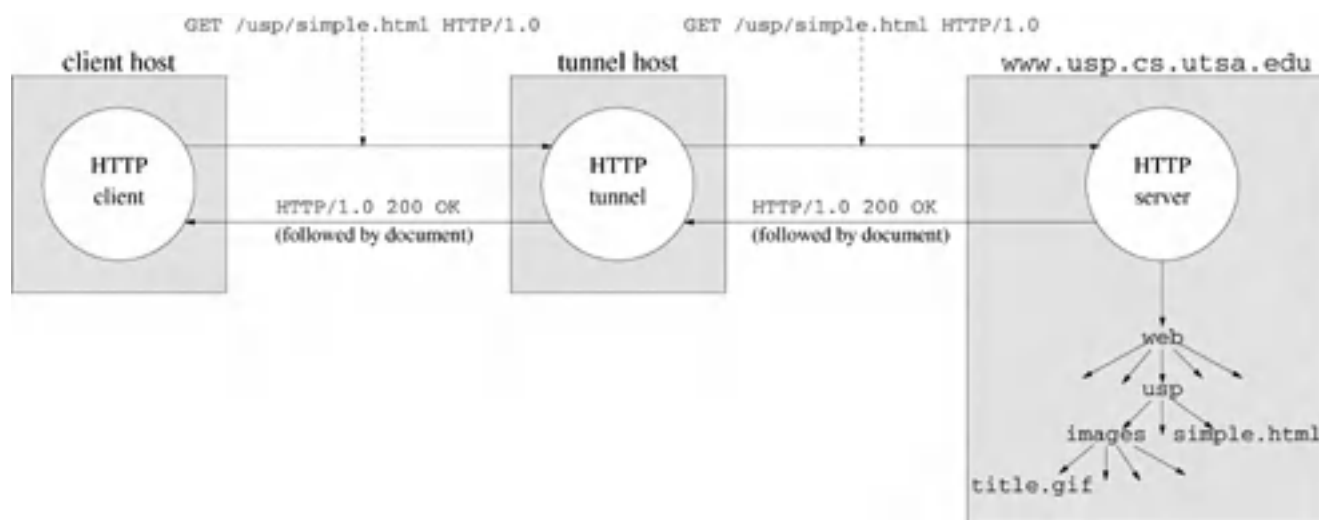 GET /usp/simple.html HTTP/1.0
GET /usp/simple.html HTTP/1.0
client host
tunnel host
www.usp.cs.utsa.edu
HTTP
client
HTTP
tunnel
HTTP
server
HTTP/1.0 200 OK
(followed by document)
HTTP/1.0 200 OK
(followed by document)
web
usp
images
simple.html
title.gif